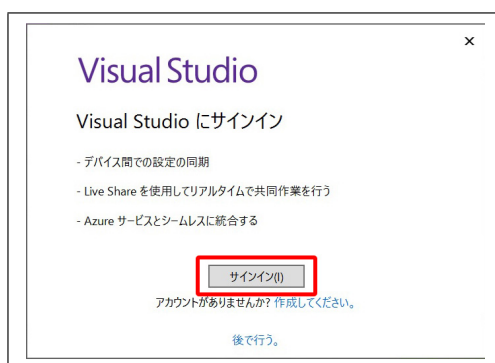 ×
Visual Studio
Visual Studio にサインイン
- デバイス間での設定の同期
- Live Share を使用してリアルタイムで共同作業を行う
- Azure サービスとシームレスに統合する
サインイン(I)
アカウントがありませんか? 作成してください。
後で行う。